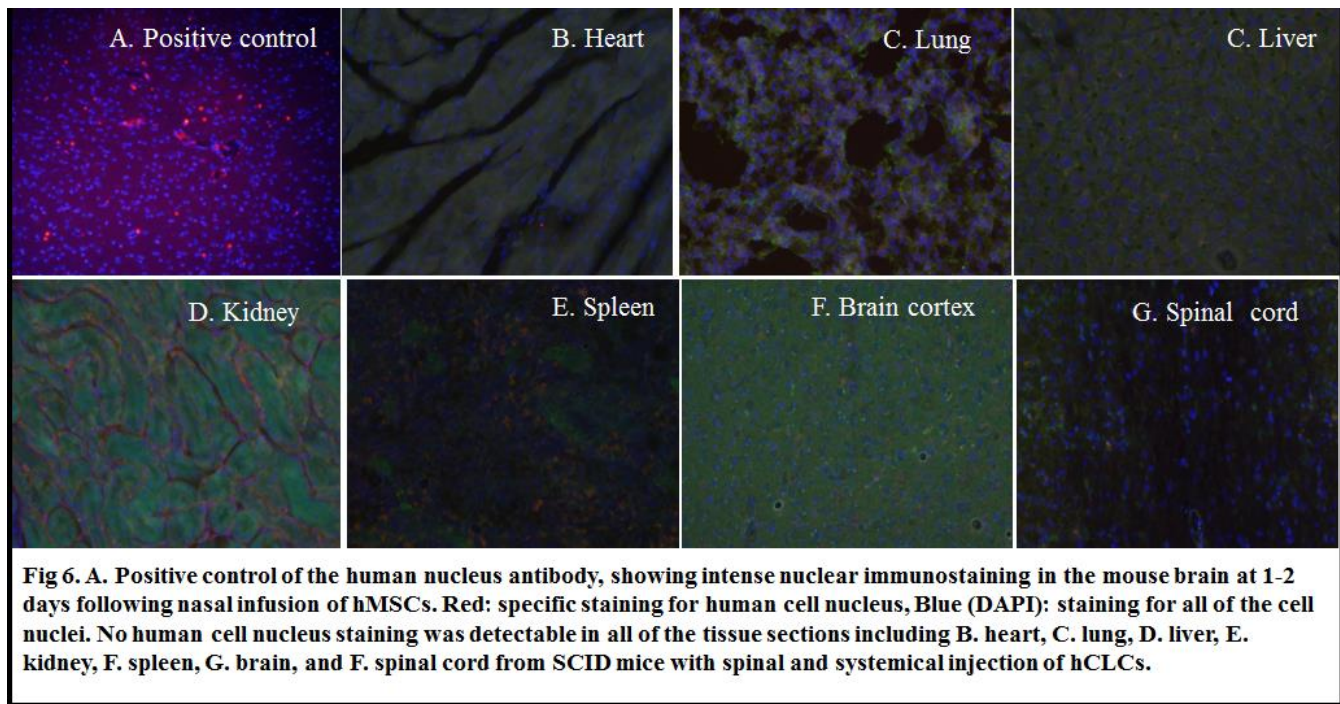 A. Positive control
B. Heart
C. Lung
C. Liver
D. Kidney
E. Spleen
F. Brain cortex
G. Spinal cord
Fig 6. A. Positive control of the human nucleus antibody, showing intense nuclear immunostaining in the mouse brain at 1-2
days following nasal infusion of hMSCs. Red: specific staining for human cell nucleus, Blue (DAPI): staining for all of the cell
nuclei. No human cell nucleus staining was detectable in all of the tissue sections including B. heart, C. lung, D. liver, E.
kidney, F. spleen, G. brain, and F. spinal cord from SCID mice with spinal and systemical injection of hCLCs.